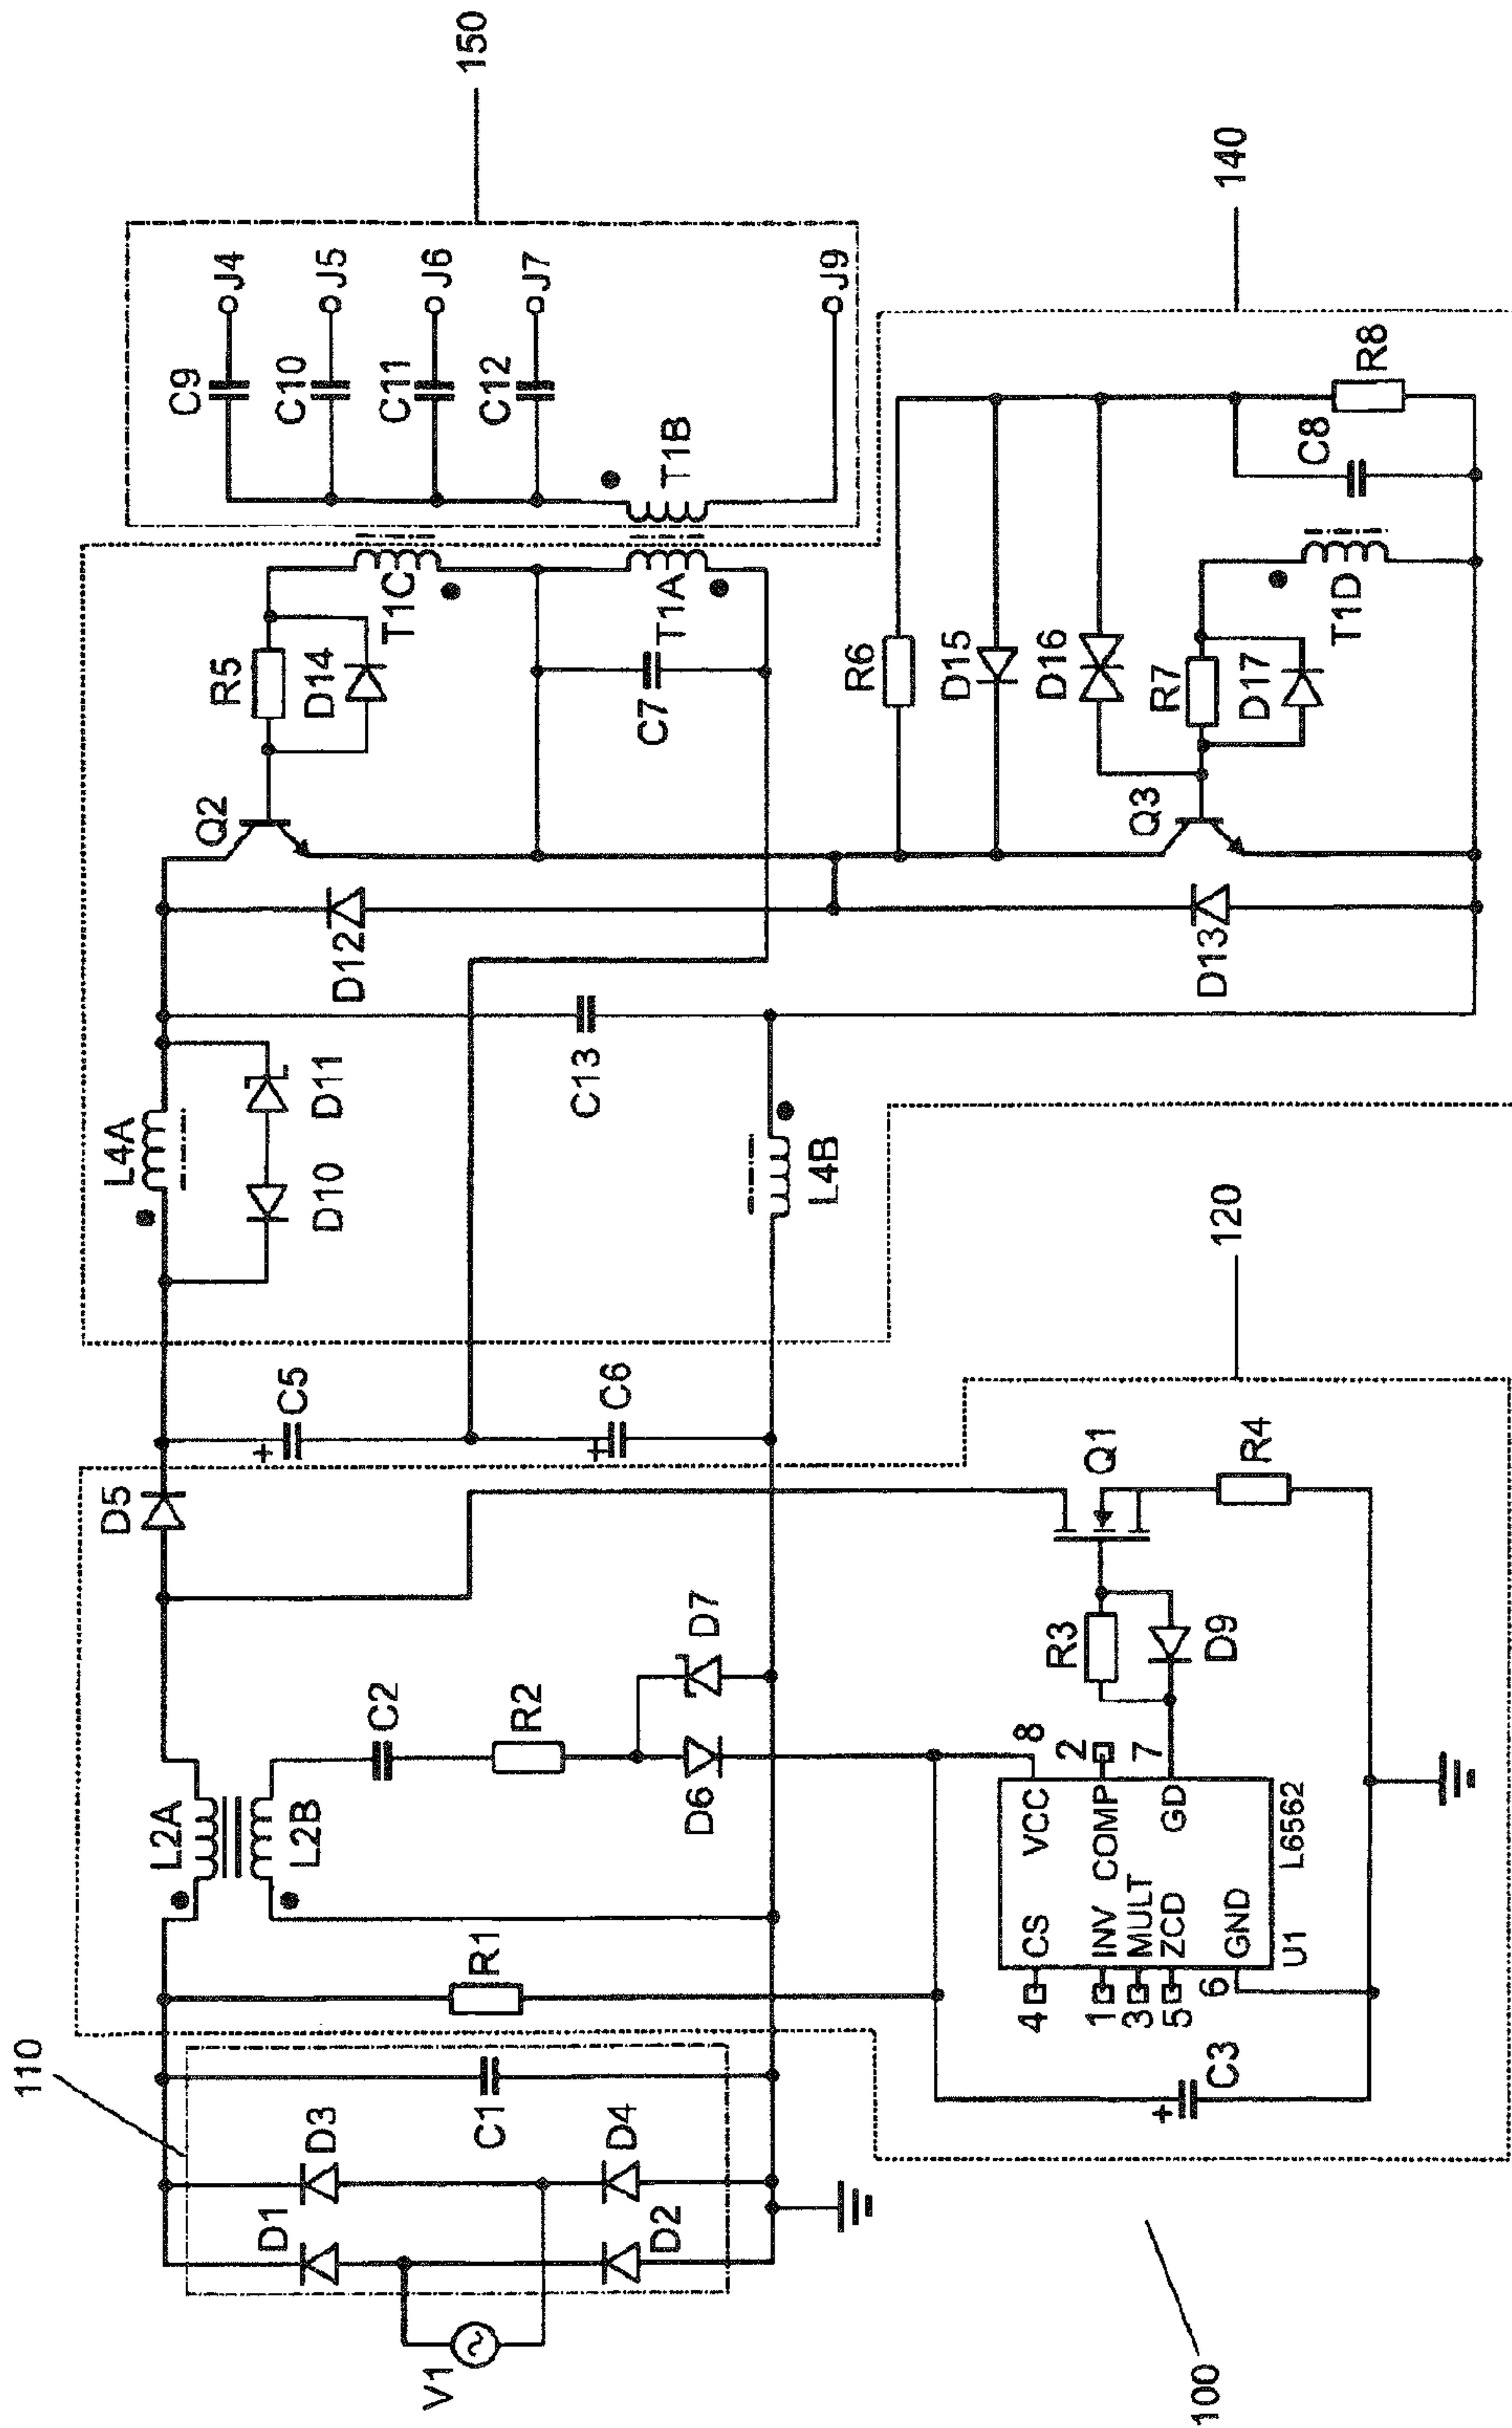 110
V1
D1
D3
D2
D4
C1
R1
L2A
L2B
C2
R2
D6
D7
D5
C5
+
C6
+
L4A
D10
D11
L4B
C13
D12
D13
Q2
R5
D14
T1C
T1A
C7
C9
C10
C11
C12
J4
J5
J6
J7
J9
T1B
150
R6
D15
D16
R7
D17
Q3
T1D
C8
R8
140
C3
+
4
CS
VCC
8
1
INV
COMP
2
3
MULT
5
ZCD
GD
7
6
GND
U1
L6562
R3
D9
Q1
R4
120
100